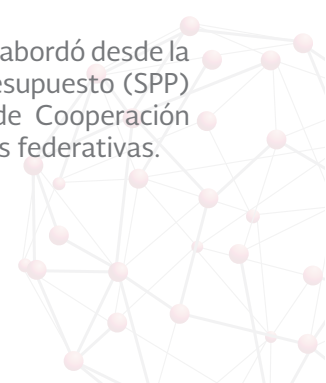 abordó desde la
esupuesto (SPP)
de Cooperación
s federativas.